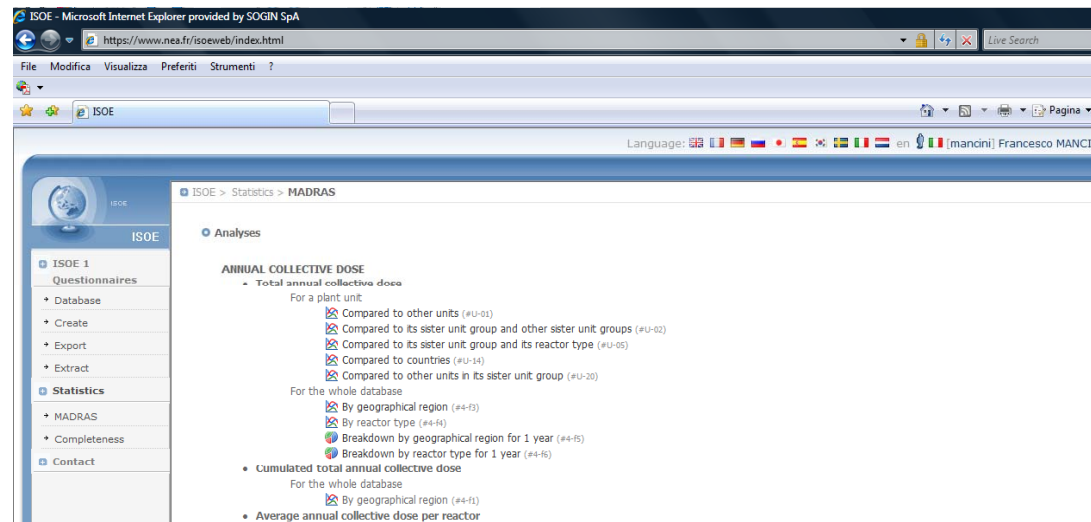 ISOE - Microsoft Internet Explorer provided by SOGIN SpA
https://www.nea.fr/isoeweb/index.html
Live Search
File Modifica Visualizza Preferiti Strumenti ?
ISOE
Pagina
Language: en [mancini] Francesco MANCI
ISOE
ISOE
ISOE > Statistics > MADRAS
Analyses
ISOE 1
Questionnaires
Database
Create
Export
Extract
Statistics
MADRAS
Completeness
Contact
ANNUAL COLLECTIVE DOSE
Total annual collective dose
For a plant unit
Compared to other units (#U-01)
Compared to its sister unit group and other sister unit groups (#U-02)
Compared to its sister unit group and its reactor type (#U-05)
Compared to countries (#U-14)
Compared to other units in its sister unit group (#U-20)
For the whole database
By geographical region (#4-f3)
By reactor type (#4-f4)
Breakdown by geographical region for 1 year (#4-f5)
Breakdown by reactor type for 1 year (#4-f6)
Cumulated total annual collective dose
For the whole database
By geographical region (#4-f1)
Average annual collective dose per reactor